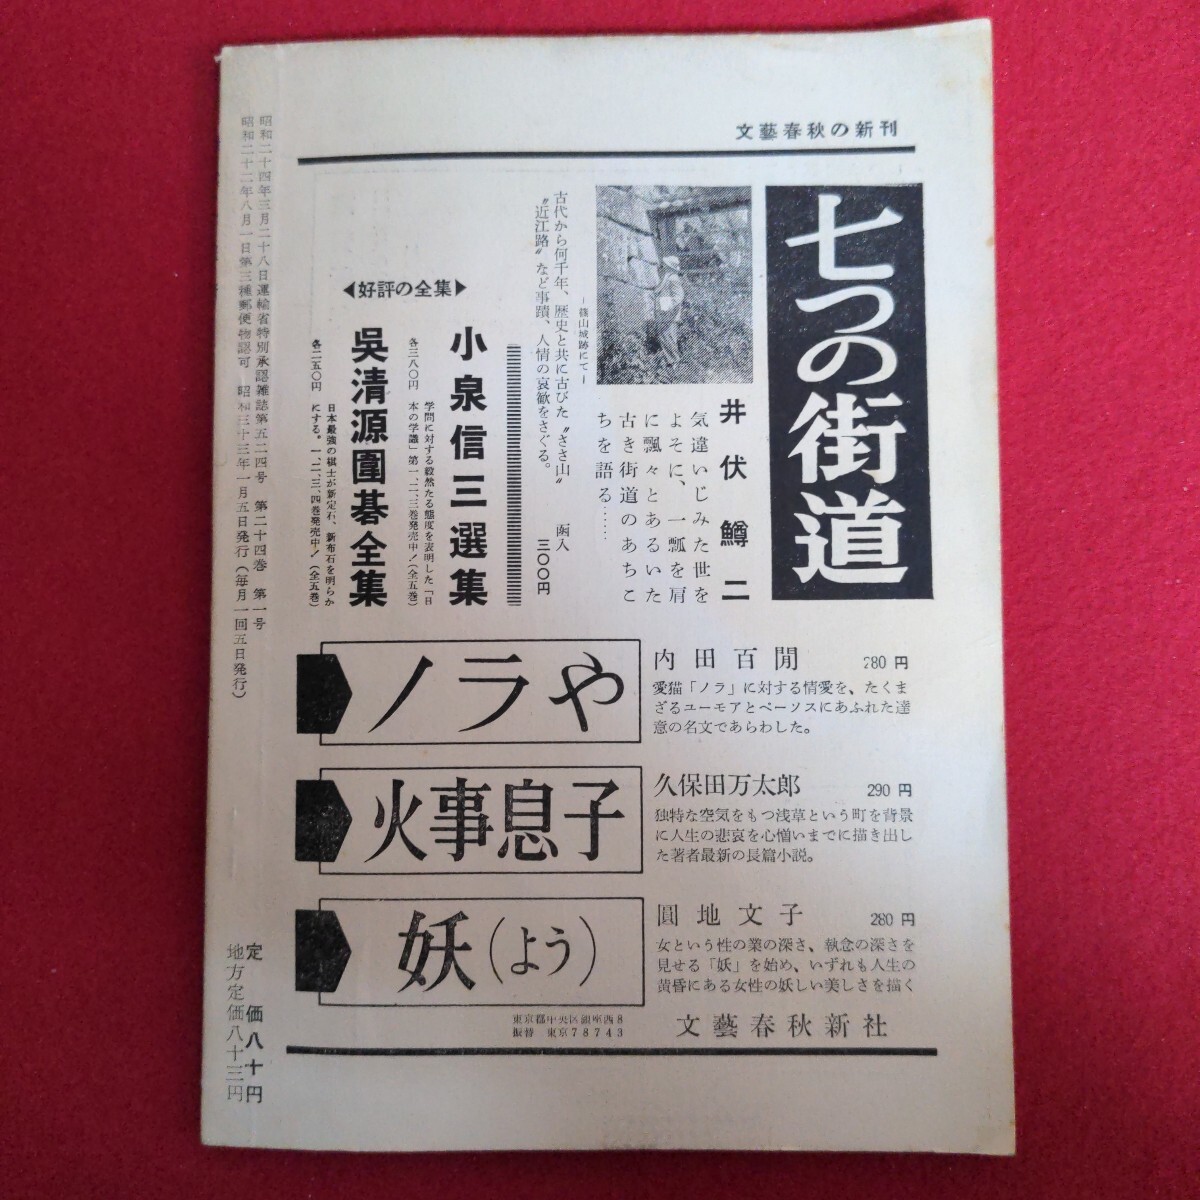 文藝春秋の新刊
七つの街道
井伏鱒二
気違いじみた世を
よそに、一瓢を肩
に飄々とあるいた
古き街道のあちこ
ちを語る……
―篠山城跡にて―
古代から何千年、歴史と共に古びた〝ささ山〟
〝近江路〟など事蹟、人情の哀歓をさぐる。
函入
三〇〇円
◀好評の全集▶
小泉信三選集
学問に対する毅然たる態度を表明した「日
本の学議」第一、二、三巻発売中!(全五巻)
各三八〇円
呉清源圍碁全集
日本最強の棋士が新定石、新布石を明らか
にする。一、二、三、四巻発売中!(全五巻)
各二五〇円
ノラや
内田百閒 280円
愛猫「ノラ」に対する情愛を、たくま
ざるユーモアとペーソスにあふれた達
意の名文であらわした。
火事息子
久保田万太郎 290円
独特な空気をもつ浅草という町を背景
に人生の悲哀を心憎いまでに描き出し
た著者最新の長篇小説。
妖(よう)
圓地文子 280円
女という性の業の深さ、執念の深さを
見せる「妖」を始め、いずれも人生の
黄昏にある女性の妖しい美しさを描く
東京都中央区銀座西8
振替 東京78743
文藝春秋新社
昭和二十四年三月二十八日運輸省特別承認雑誌第五二四号 第二十四巻 第一号
昭和二十二年八月一日第三種郵便物認可 昭和三十三年一月五日発行(毎月一回五日発行)
定価八十円
地方定価八十三円